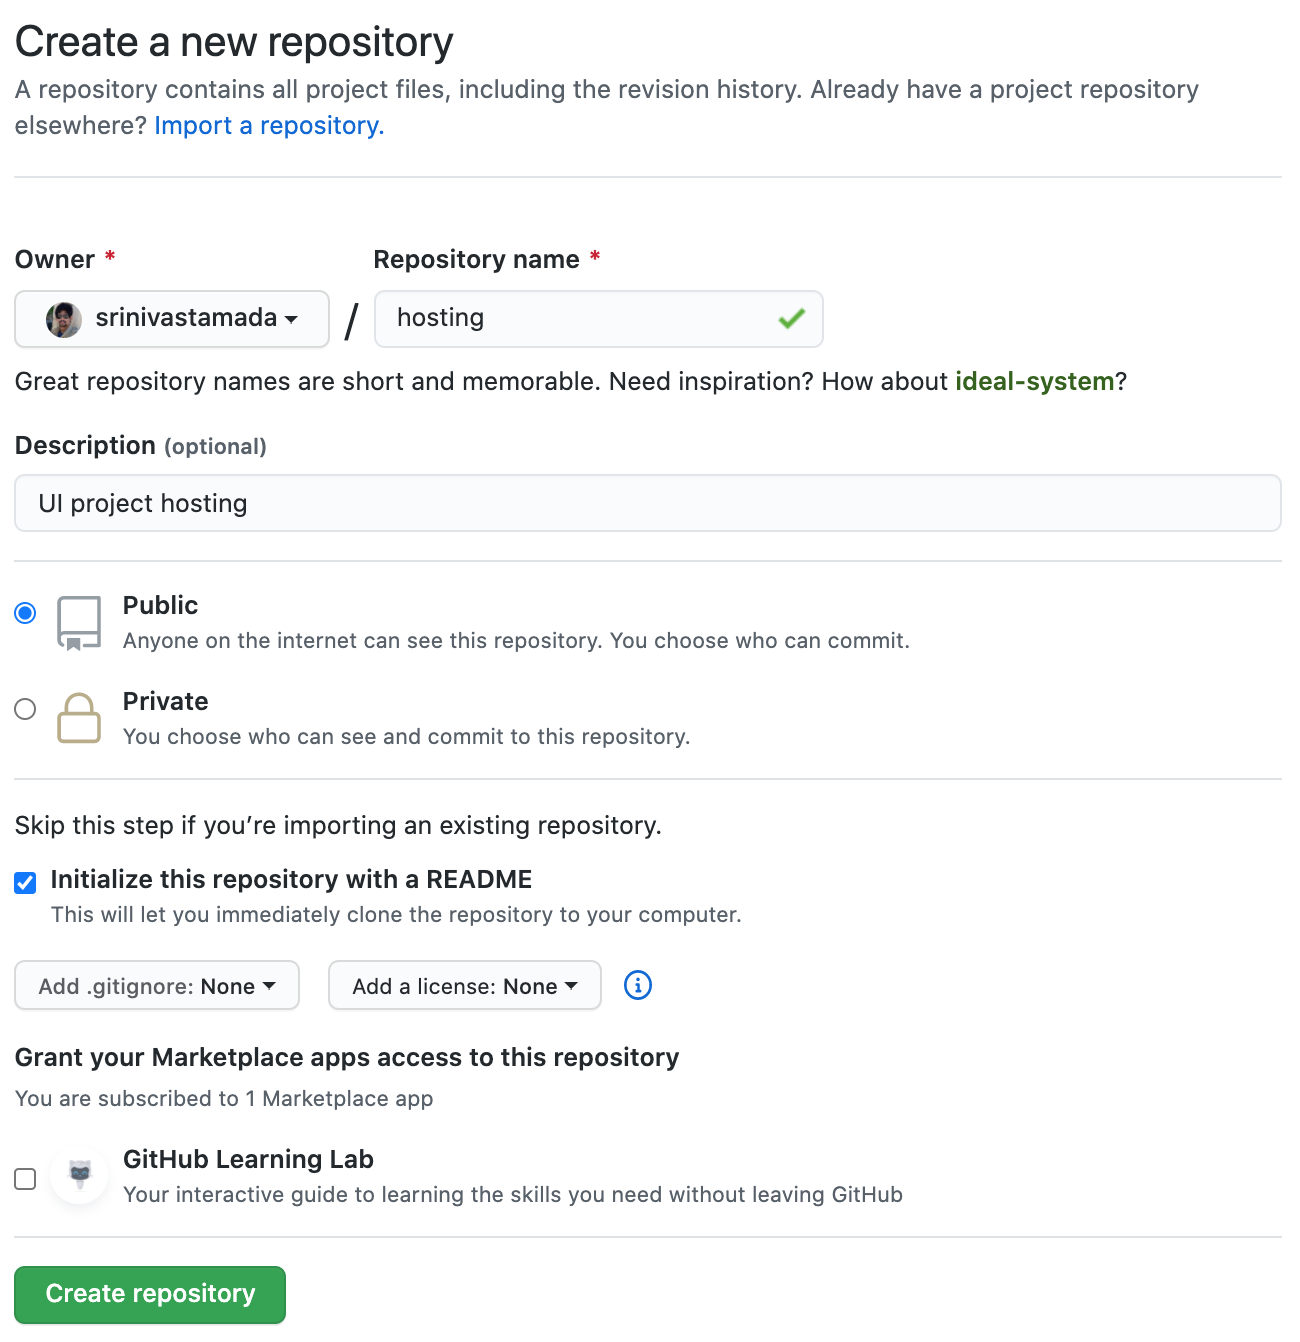 Create a new repository
A repository contains all project files, including the revision history. Already have a project repository
elsewhere? Import a repository.
Owner *
Repository name *
srinivastamada / hosting
Great repository names are short and memorable. Need inspiration? How about ideal-system?
Description (optional)
UI project hosting
Public
Anyone on the internet can see this repository. You choose who can commit.
Private
You choose who can see and commit to this repository.
Skip this step if you’re importing an existing repository.
Initialize this repository with a README
This will let you immediately clone the repository to your computer.
Add .gitignore: None
Add a license: None
Grant your Marketplace apps access to this repository
You are subscribed to 1 Marketplace app
GitHub Learning Lab
Your interactive guide to learning the skills you need without leaving GitHub
Create repository